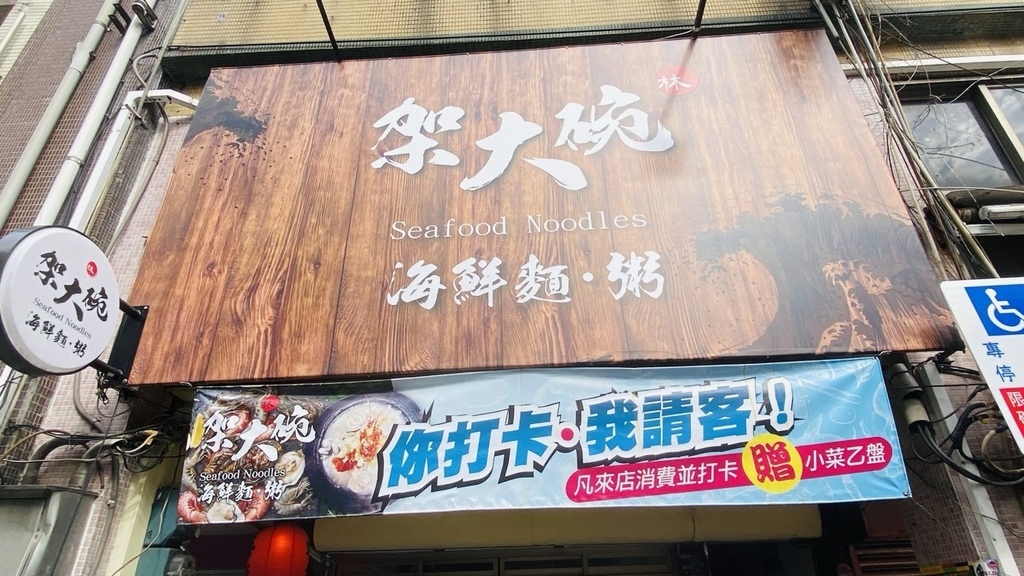 林
架大碗
Seafood Noodles
海鮮麵·粥
架大碗
Seafood Noodles
海鮮麵·粥
架大碗
Seafood Noodles
海鮮麵·粥
你打卡·我請客！
凡來店消費並打卡 贈 小菜乙盤
專
停
限